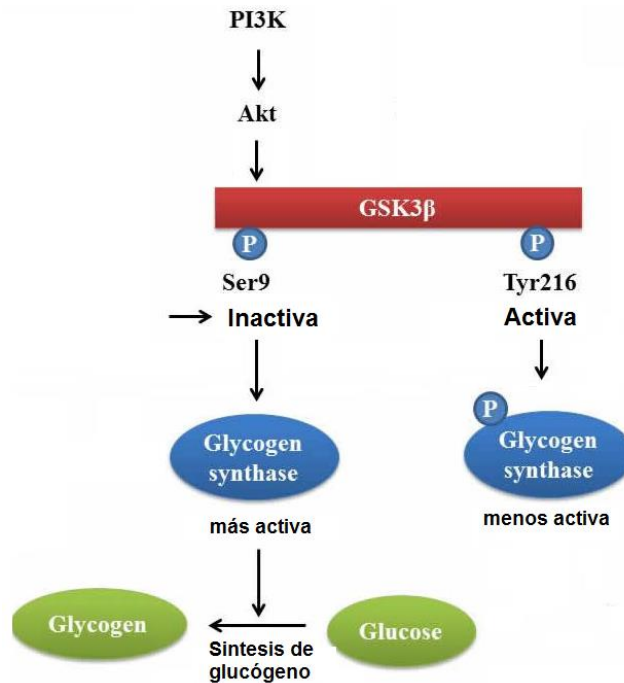 PI3K
Akt
GSK3β
P
P
Ser9
Tyr216
Inactiva
Activa
P
Glycogen
synthase
Glycogen
synthase
más activa
menos activa
Glycogen
Glucose
Sintesis de
glucógeno